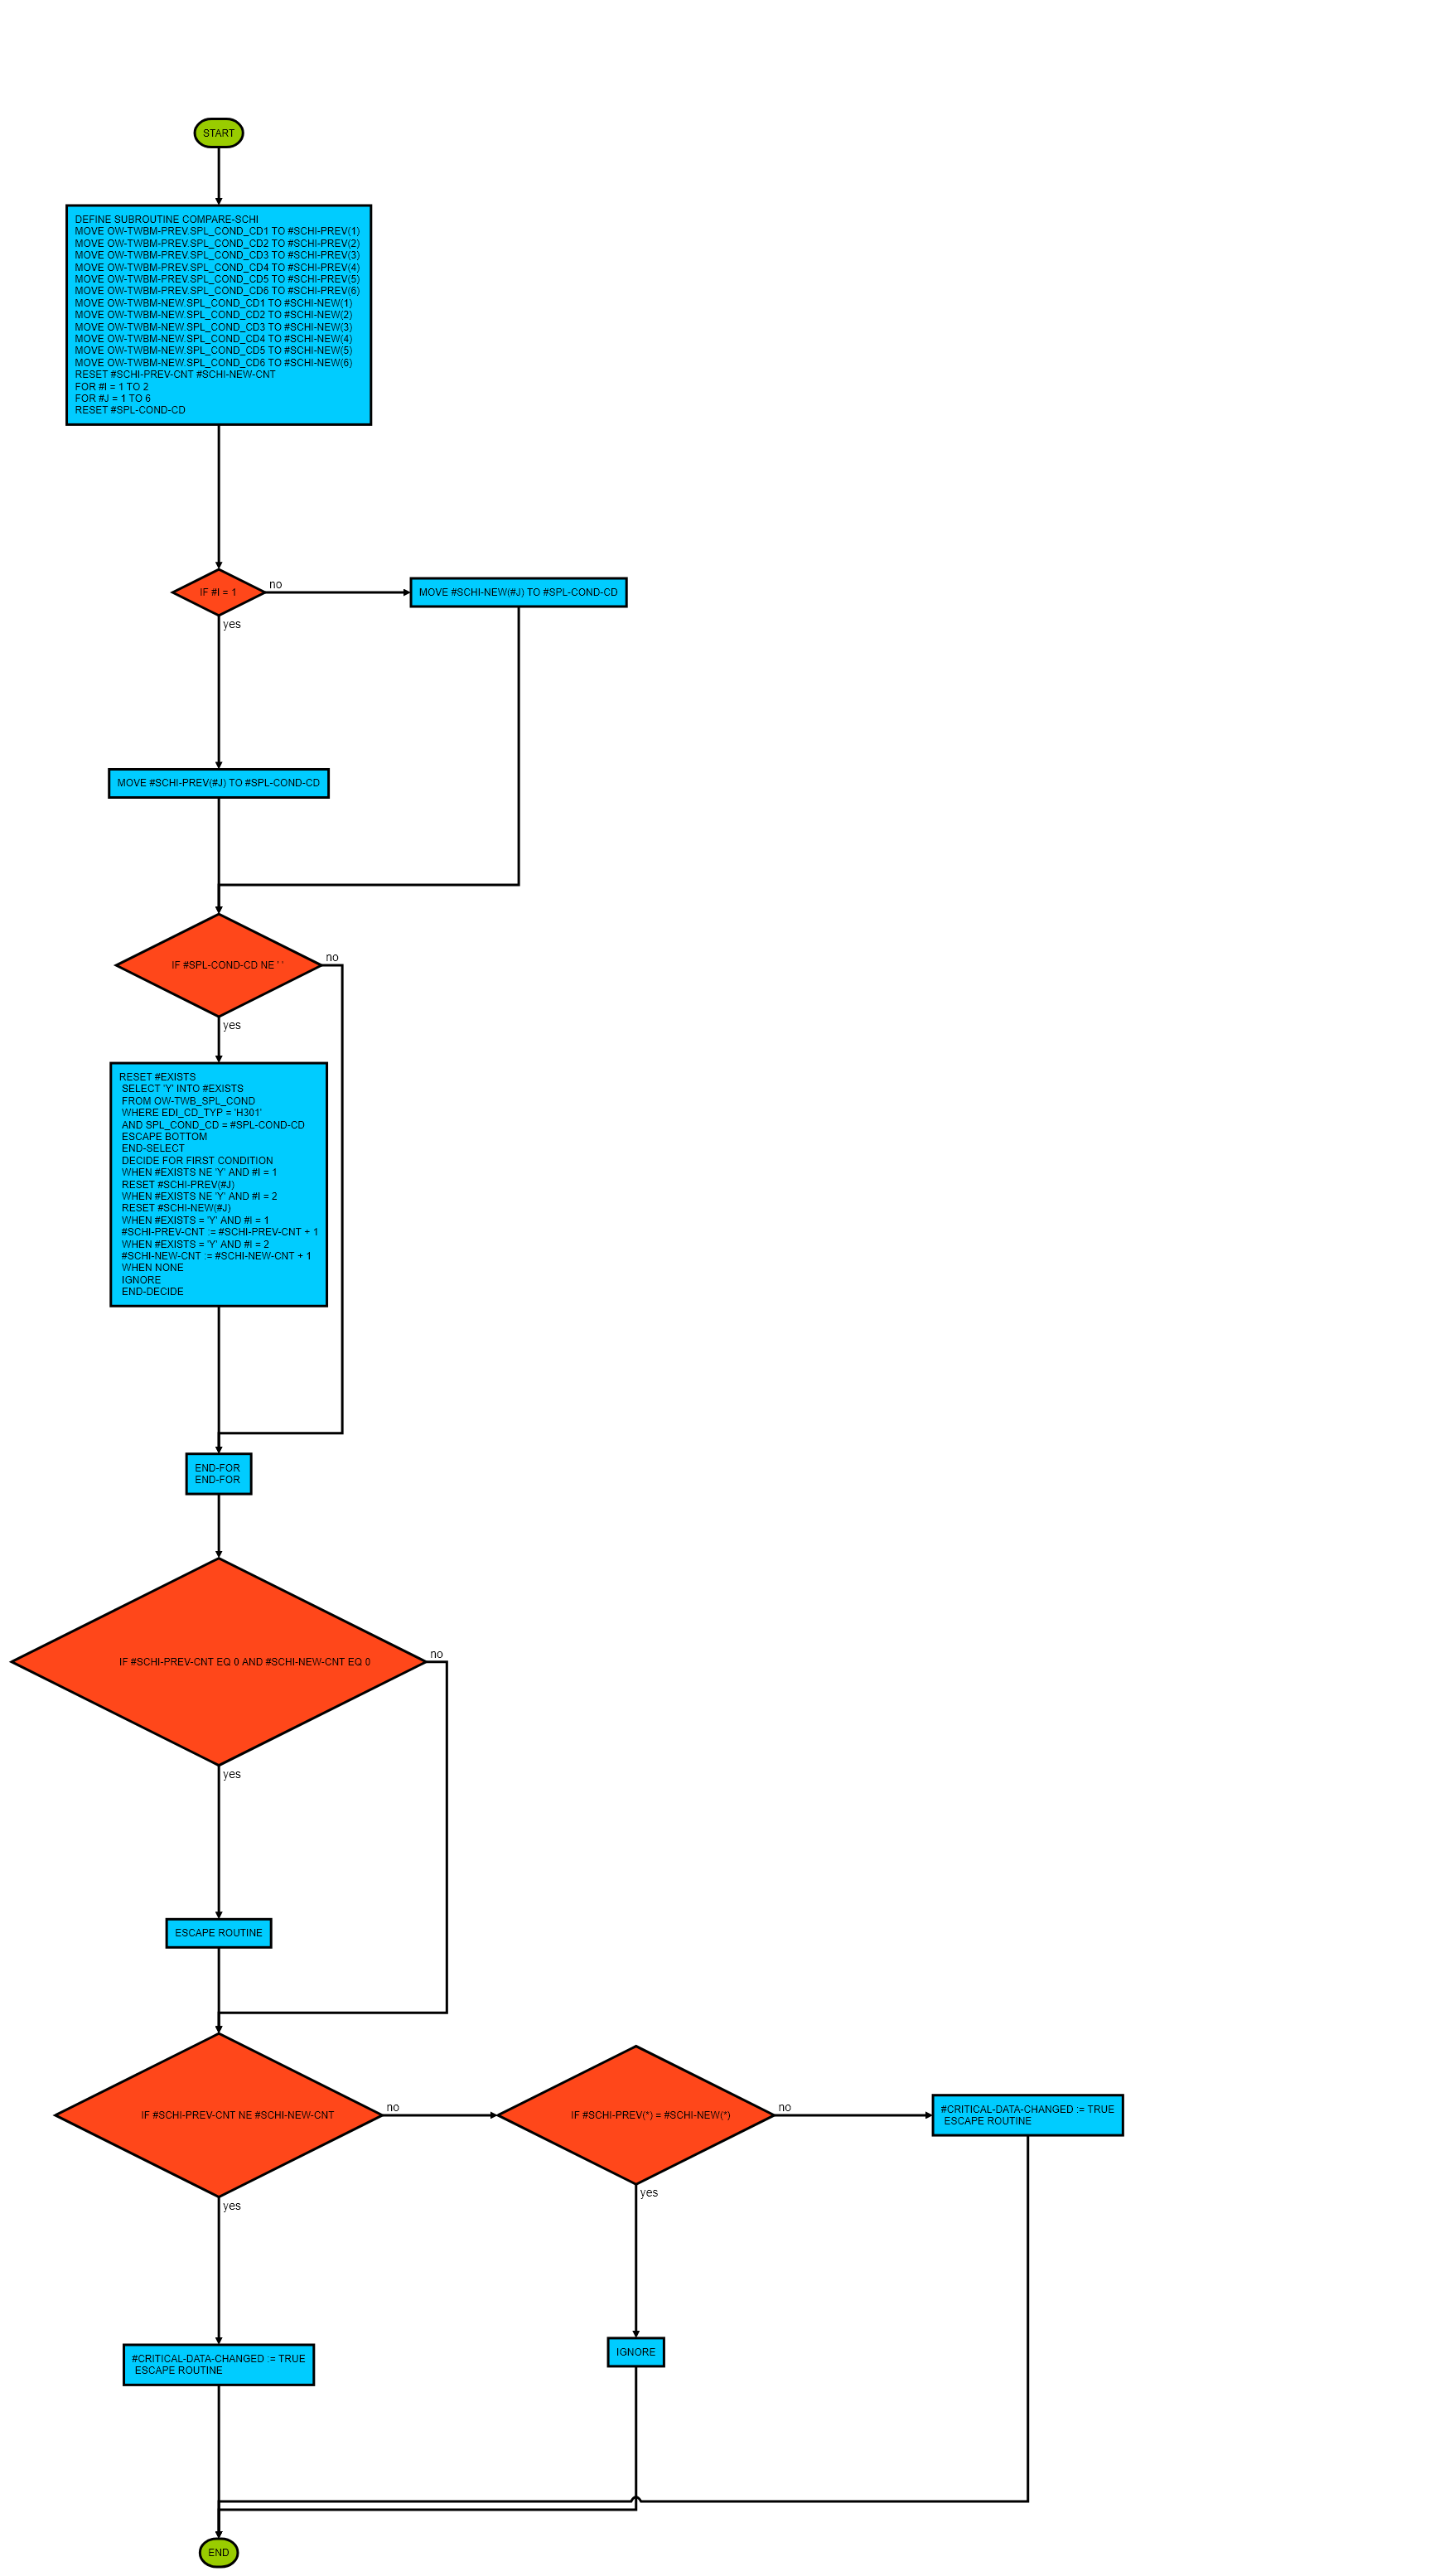 START
DEFINE SUBROUTINE COMPARE-SCHI
MOVE OW-TWBM-PREV.SPL_COND_CD1 TO #SCHI-PREV(1)
MOVE OW-TWBM-PREV.SPL_COND_CD2 TO #SCHI-PREV(2)
MOVE OW-TWBM-PREV.SPL_COND_CD3 TO #SCHI-PREV(3)
MOVE OW-TWBM-PREV.SPL_COND_CD4 TO #SCHI-PREV(4)
MOVE OW-TWBM-PREV.SPL_COND_CD5 TO #SCHI-PREV(5)
MOVE OW-TWBM-PREV.SPL_COND_CD6 TO #SCHI-PREV(6)
MOVE OW-TWBM-NEW.SPL_COND_CD1 TO #SCHI-NEW(1)
MOVE OW-TWBM-NEW.SPL_COND_CD2 TO #SCHI-NEW(2)
MOVE OW-TWBM-NEW.SPL_COND_CD3 TO #SCHI-NEW(3)
MOVE OW-TWBM-NEW.SPL_COND_CD4 TO #SCHI-NEW(4)
MOVE OW-TWBM-NEW.SPL_COND_CD5 TO #SCHI-NEW(5)
MOVE OW-TWBM-NEW.SPL_COND_CD6 TO #SCHI-NEW(6)
RESET #SCHI-PREV-CNT #SCHI-NEW-CNT
FOR #I = 1 TO 2
FOR #J = 1 TO 6
RESET #SPL-COND-CD
IF #I = 1
no
MOVE #SCHI-NEW(#J) TO #SPL-COND-CD
yes
MOVE #SCHI-PREV(#J) TO #SPL-COND-CD
IF #SPL-COND-CD NE ' '
no
yes
RESET #EXISTS
SELECT 'Y' INTO #EXISTS
FROM OW-TWB_SPL_COND
WHERE EDI_CD_TYP = 'H301'
AND SPL_COND_CD = #SPL-COND-CD
ESCAPE BOTTOM
END-SELECT
DECIDE FOR FIRST CONDITION
WHEN #EXISTS NE 'Y' AND #I = 1
RESET #SCHI-PREV(#J)
WHEN #EXISTS NE 'Y' AND #I = 2
RESET #SCHI-NEW(#J)
WHEN #EXISTS = 'Y' AND #I = 1
#SCHI-PREV-CNT := #SCHI-PREV-CNT + 1
WHEN #EXISTS = 'Y' AND #I = 2
#SCHI-NEW-CNT := #SCHI-NEW-CNT + 1
WHEN NONE
IGNORE
END-DECIDE
END-FOR
END-FOR
IF #SCHI-PREV-CNT EQ 0 AND #SCHI-NEW-CNT EQ 0
no
yes
ESCAPE ROUTINE
IF #SCHI-PREV-CNT NE #SCHI-NEW-CNT
no
IF #SCHI-PREV(*) = #SCHI-NEW(*)
no
#CRITICAL-DATA-CHANGED := TRUE
ESCAPE ROUTINE
yes
yes
IGNORE
#CRITICAL-DATA-CHANGED := TRUE
ESCAPE ROUTINE
END